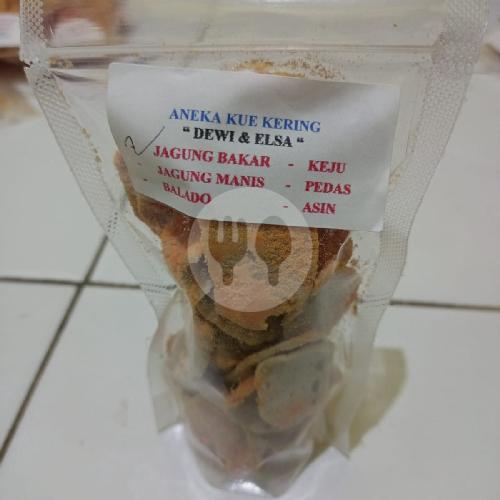 ANEKA KUE KERING
" DEWI & ELSA "
JAGUNG BAKAR - KEJU
- JAGUNG MANIS - PEDAS
- BALADO - ASIN